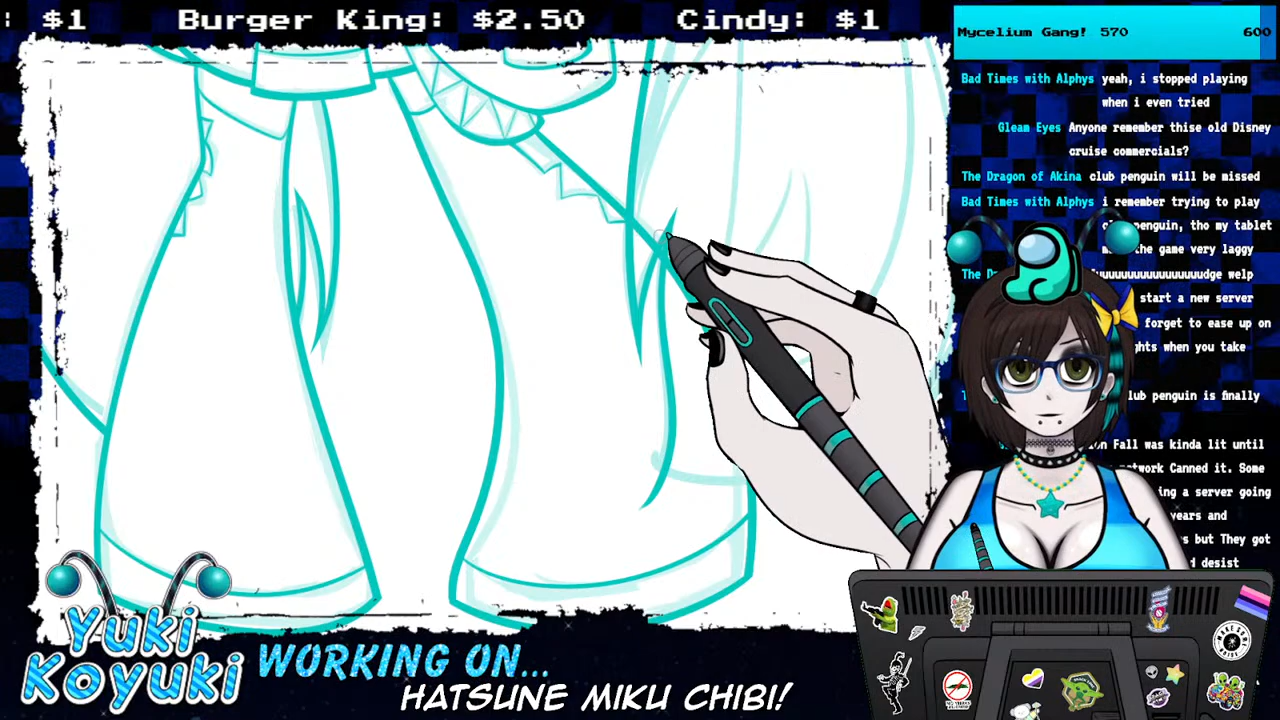 : $1 Burger King: $2.50 Cindy: $1
Mycelium Gang! 570 600
Bad Times with Alphys yeah, i stopped playing
when i even tried
Gleam Eyes Anyone remember thise old Disney
cruise commercials?
The Dragon of Akina club penguin will be missed
Bad Times with Alphys i remember trying to play
penguin, tho my tablet
the game very laggy
welp
start a new server
forget to ease up on
when you take
penguin is finally
Fall was kinda lit until
Canned it. Some
a server going
and
but They got
desist
Yuki
Koyuki
WORKING ON...
HATSUNE MIKU CHIBI!